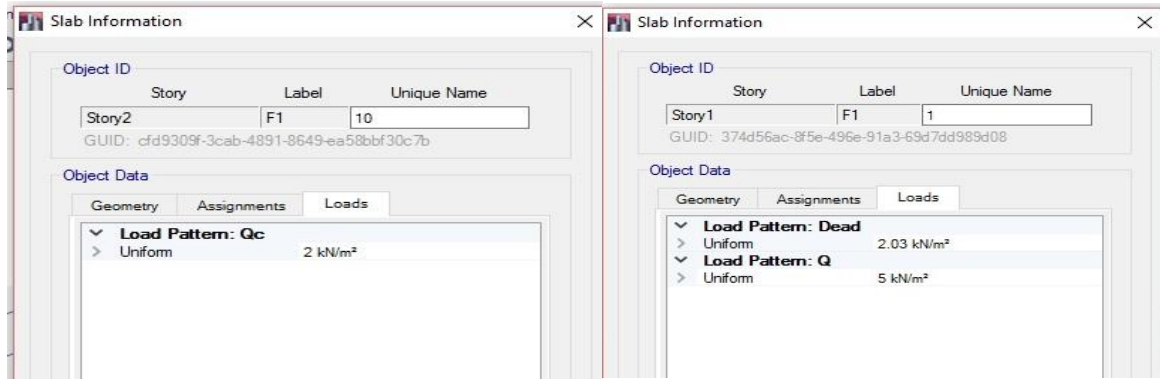 Slab Information
Object ID
Story Label Unique Name
Story2 F1 10
GUID: cfd9309f-3cab-4891-8649-ea58bbf30c7b
Object Data
Geometry Assignments Loads
Load Pattern: Qc
Uniform 2 kN/m²
Slab Information
Object ID
Story Label Unique Name
Story1 F1 1
GUID: 374d56ac-8f5e-496e-91a3-69d7dd989d08
Object Data
Geometry Assignments Loads
Load Pattern: Dead
Uniform 2.03 kN/m²
Load Pattern: Q
Uniform 5 kN/m²